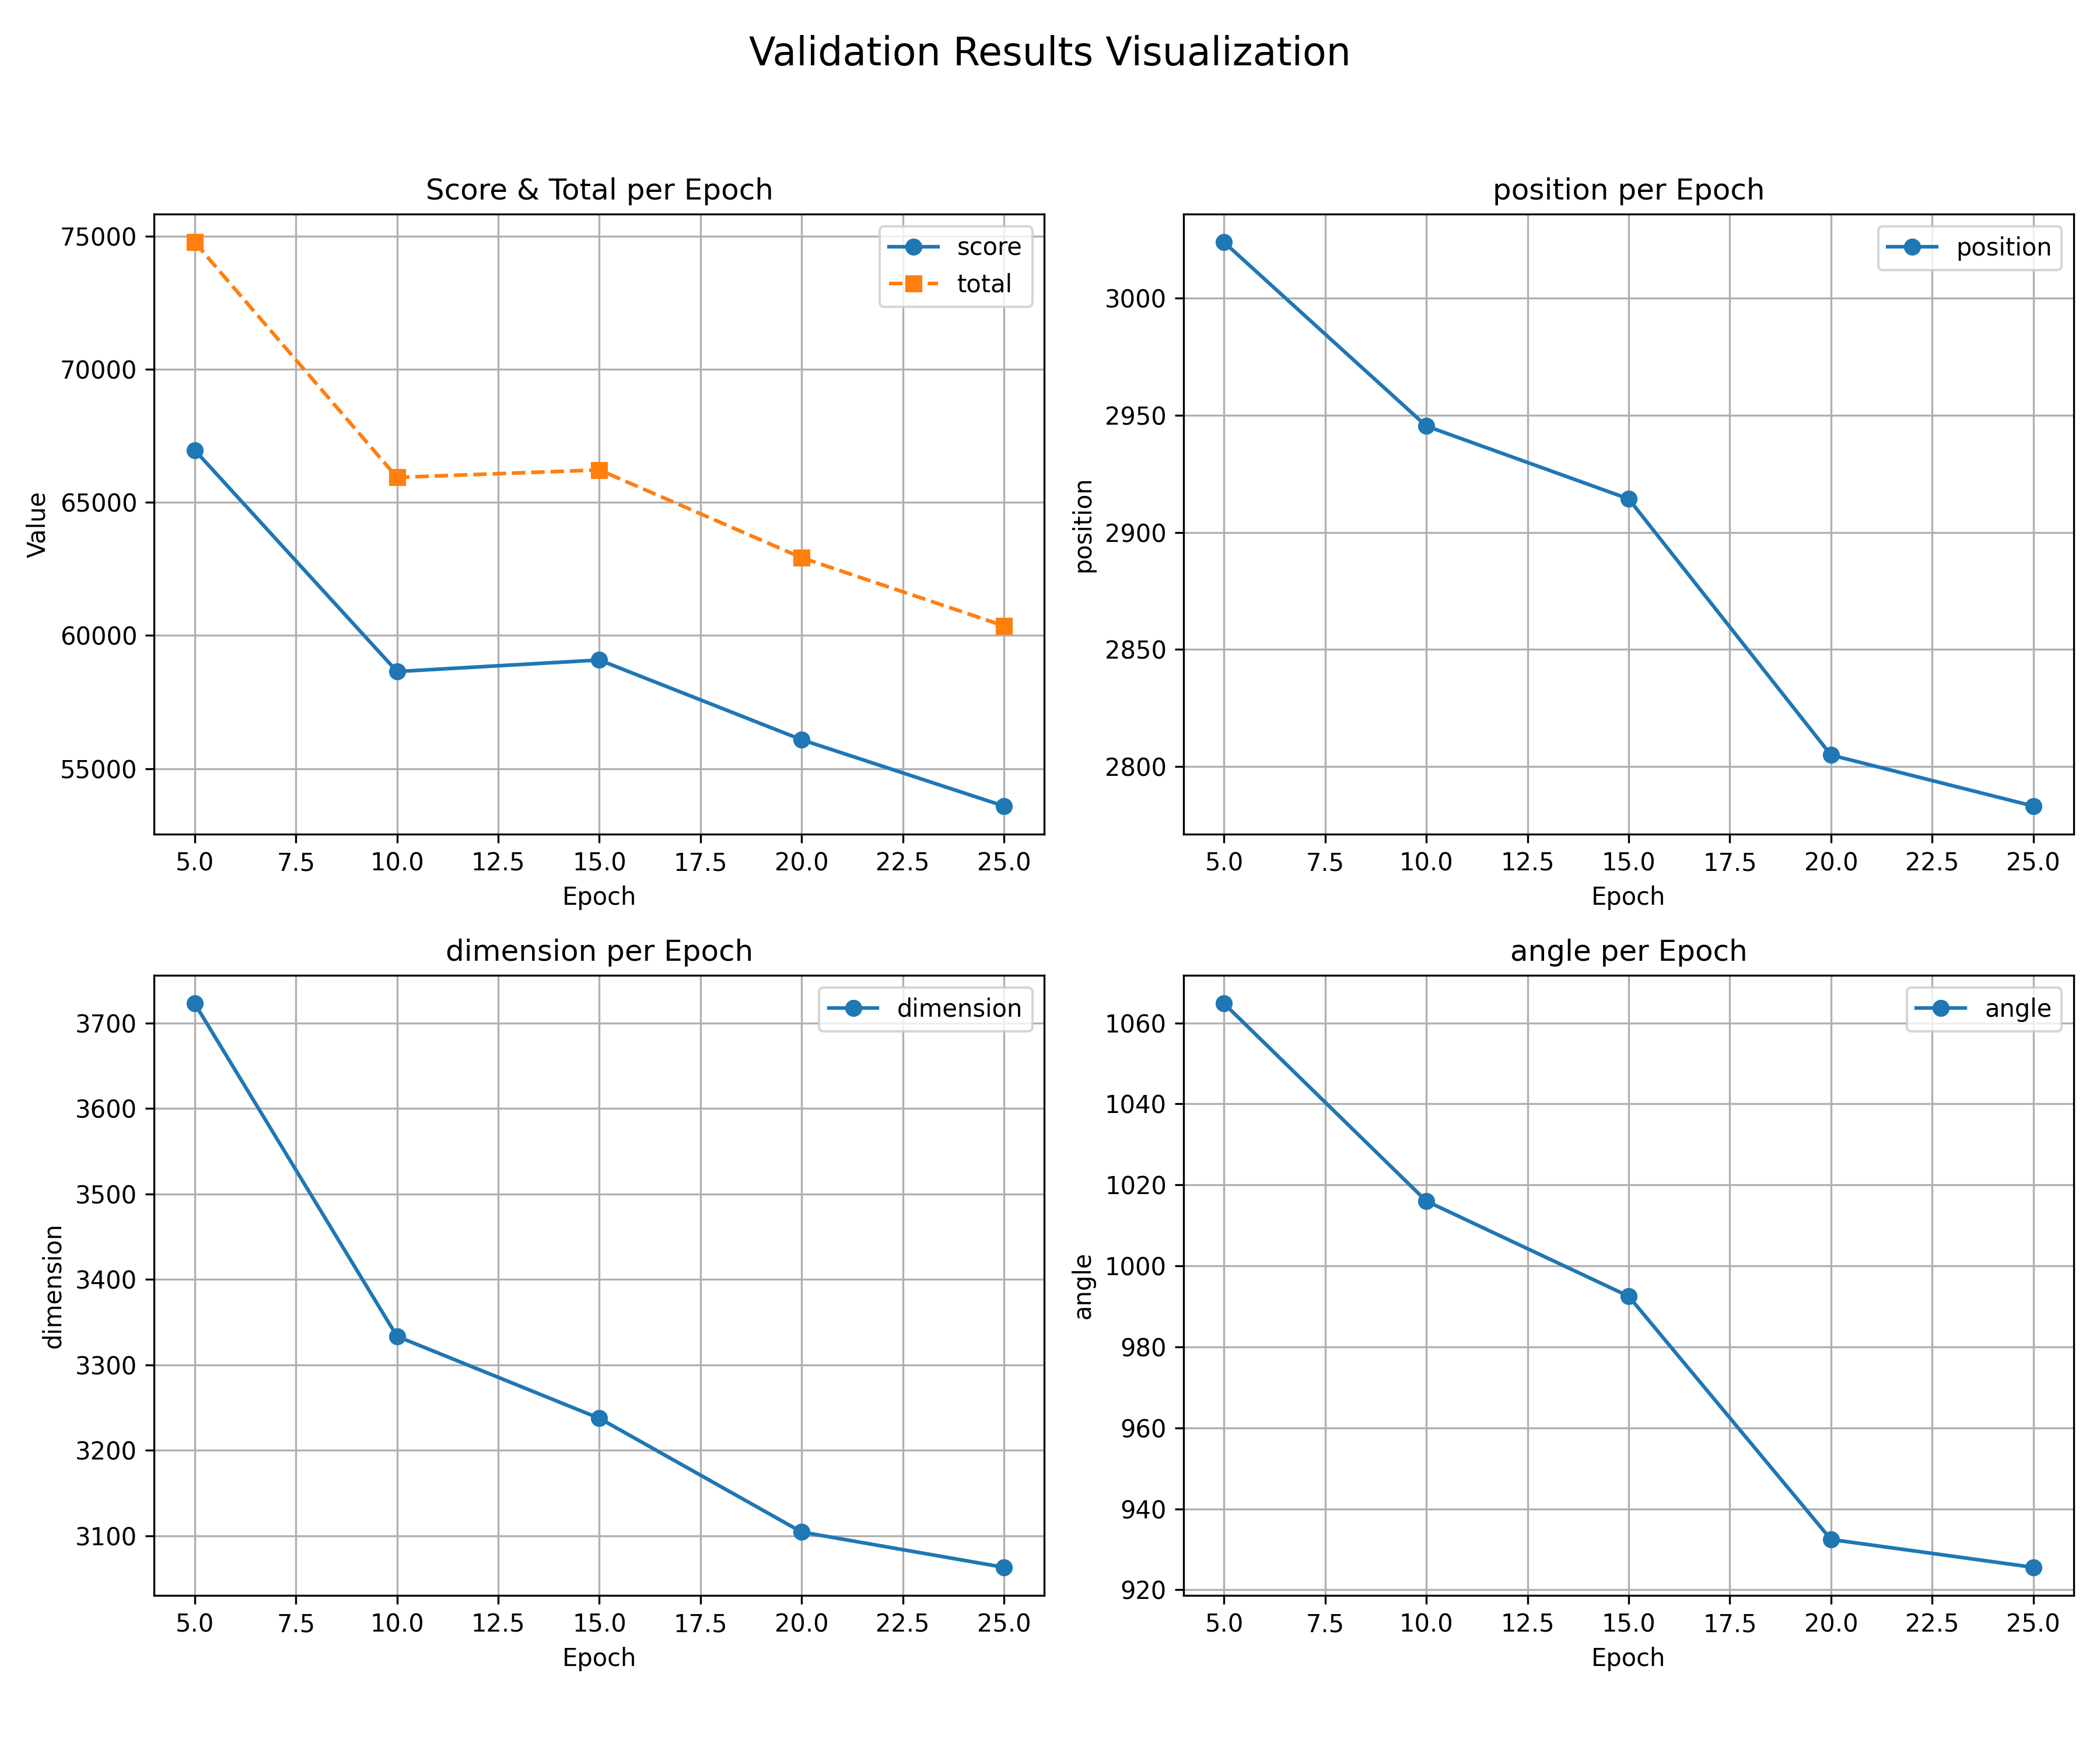 Validation Results Visualization
Score & Total per Epoch
score
total
75000
70000
65000
60000
55000
Value
5.0 7.5 10.0 12.5 15.0 17.5 20.0 22.5 25.0
Epoch
position per Epoch
position
3000
2950
2900
2850
2800
position
5.0 7.5 10.0 12.5 15.0 17.5 20.0 22.5 25.0
Epoch
dimension per Epoch
dimension
3700
3600
3500
3400
3300
3200
3100
dimension
5.0 7.5 10.0 12.5 15.0 17.5 20.0 22.5 25.0
Epoch
angle per Epoch
angle
1060
1040
1020
1000
980
960
940
920
angle
5.0 7.5 10.0 12.5 15.0 17.5 20.0 22.5 25.0
Epoch